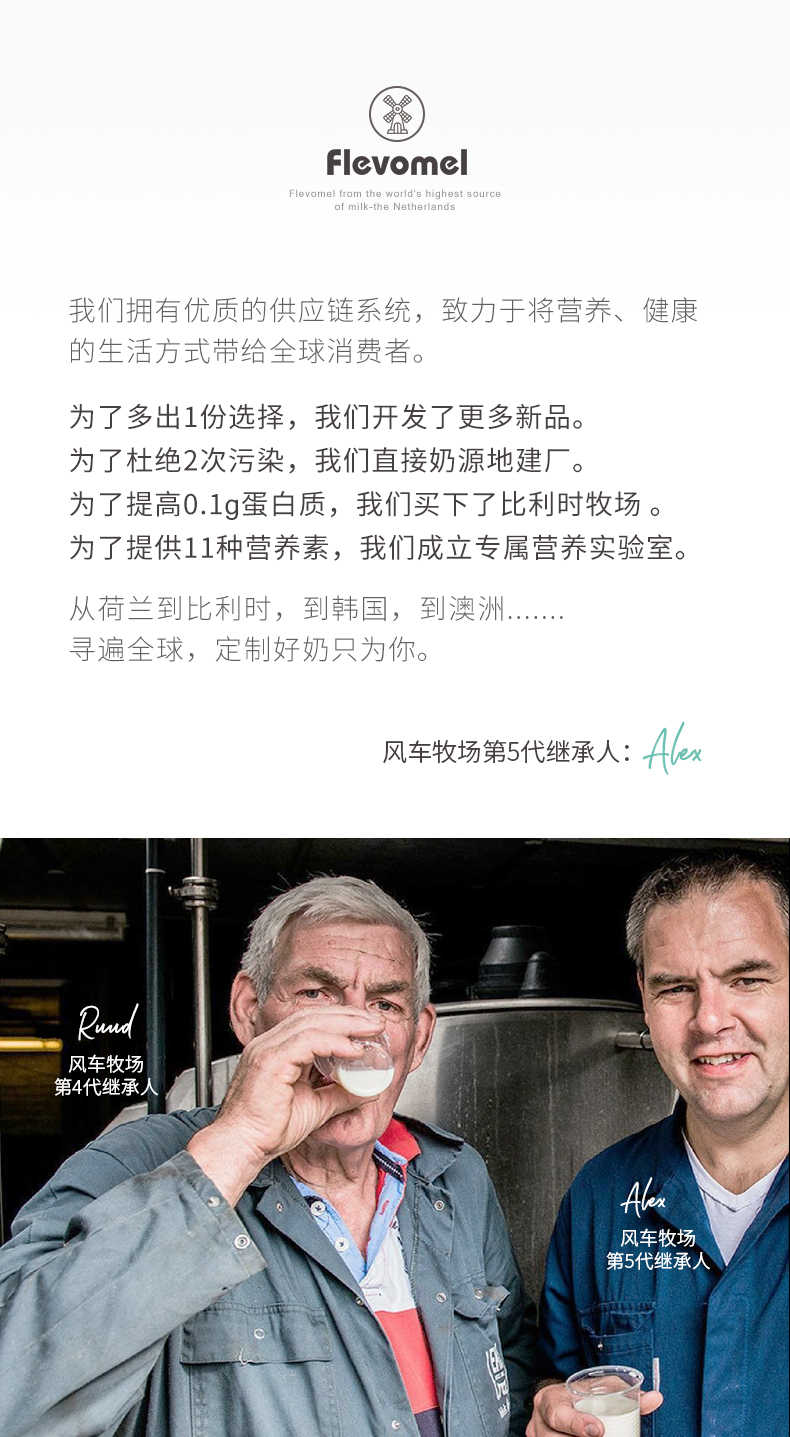 Flevomel
Flevomel from the world's highest source
of milk-the Netherlands
我们拥有优质的供应链系统，致力于将营养、健康
的生活方式带给全球消费者。
为了多出1份选择，我们开发了更多新品。
为了杜绝2次污染，我们直接奶源地建厂。
为了提高0.1g蛋白质，我们买下了比利时牧场 。
为了提供11种营养素，我们成立专属营养实验室。
从荷兰到比利时，到韩国，到澳洲.......
寻遍全球，定制好奶只为你。
风车牧场第5代继承人：Alex
Ruud
风车牧场
第4代继承人
Alex
风车牧场
第5代继承人